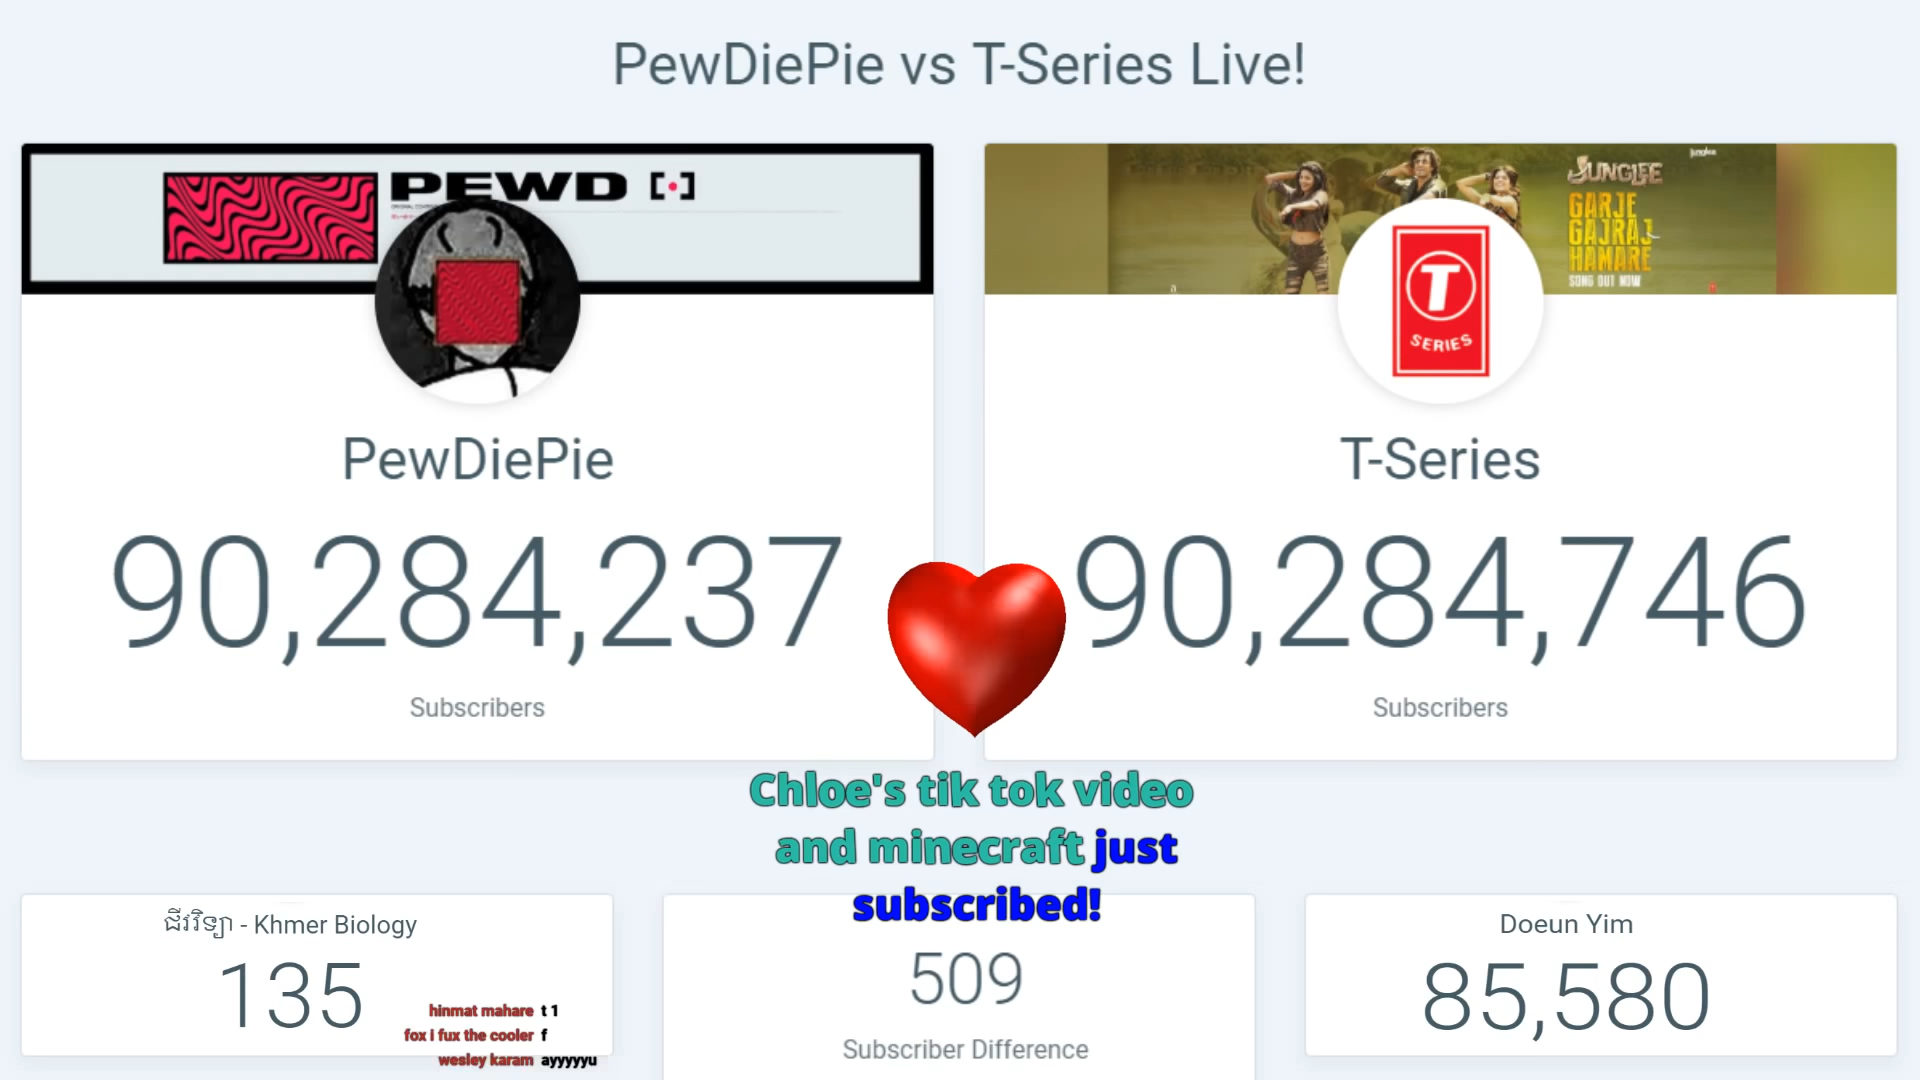 PewDiePie vs T-Series Live!
PEWD [•]
JUNGLEE
GARJE
GAJRAJ
HAMARE
SONG OUT NOW
T
SERIES
PewDiePie
90,284,237
Subscribers
T-Series
90,284,746
Subscribers
Chloe's tik tok video
and minecraft just
subscribed!
ជីវវិទ្យា - Khmer Biology
135
hinmat mahare t 1
fox i fux the cooler f
wesley karam ayyyyyu
509
Subscriber Difference
Doeun Yim
85,580